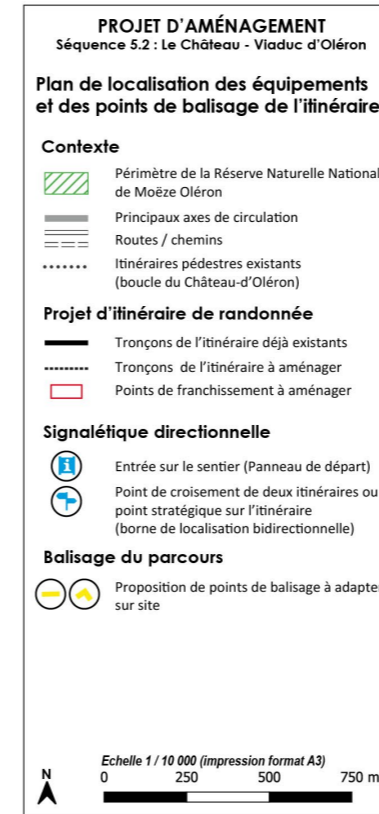 PROJET D’AMÉNAGEMENT
Séquence 5.2 : Le Château - Viaduc d’Oléron
Plan de localisation des équipements
et des points de balisage de l’itinéraire
Contexte
Périmètre de la Réserve Naturelle National
de Moëze Oléron
Principaux axes de circulation
Routes / chemins
Itinéraires pédestres existants
(boucle du Château-d’Oléron)
Projet d’itinéraire de randonnée
Tronçons de l’itinéraire déjà existants
Tronçons de l’itinéraire à aménager
Points de franchissement à aménager
Signalétique directionnelle
Entrée sur le sentier (Panneau de départ)
Point de croisement de deux itinéraires ou
point stratégique sur l’itinéraire
(borne de localisation bidirectionnelle)
Balisage du parcours
Proposition de points de balisage à adapter
sur site
Echelle 1 / 10 000 (impression format A3)
N 0 250 500 750 m